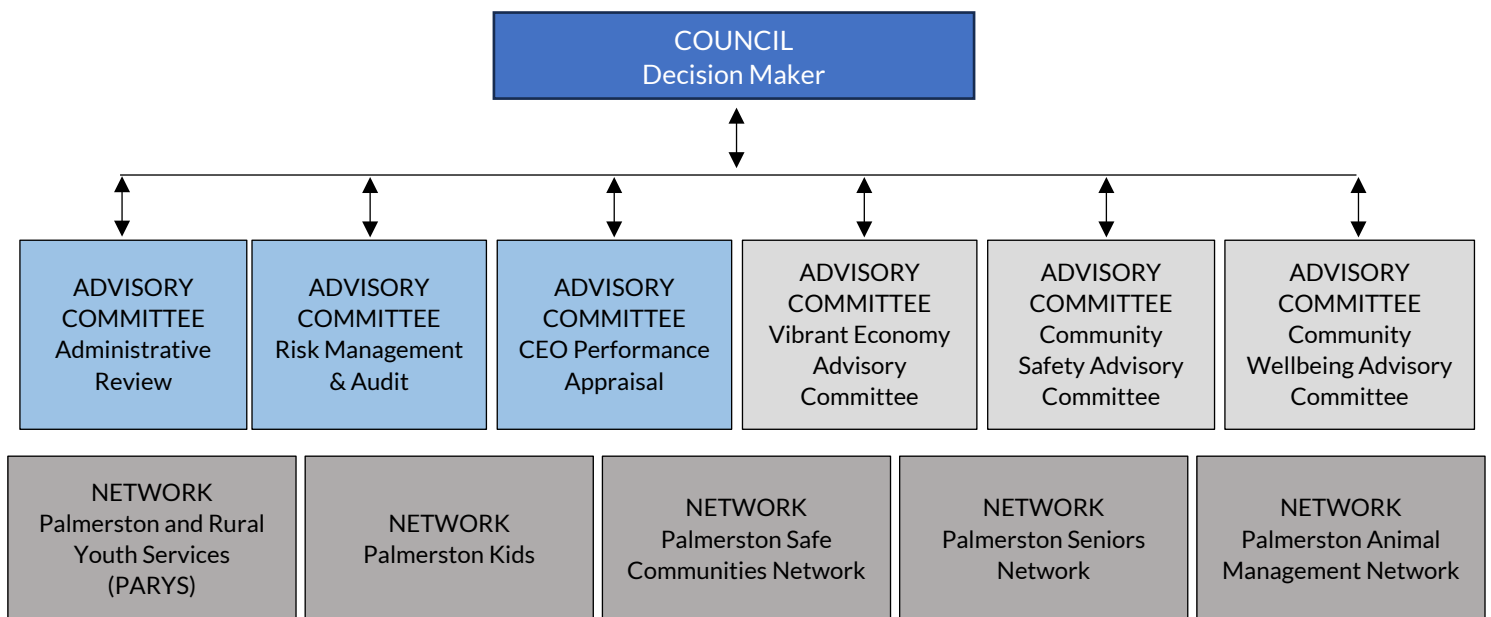 COUNCIL
Decision Maker
ADVISORY
COMMITTEE
Administrative
Review
ADVISORY
COMMITTEE
Risk Management
& Audit
ADVISORY
COMMITTEE
CEO Performance
Appraisal
ADVISORY
COMMITTEE
Vibrant Economy
Advisory
Committee
ADVISORY
COMMITTEE
Community
Safety Advisory
Committee
ADVISORY
COMMITTEE
Community
Wellbeing Advisory
Committee
NETWORK
Palmerston and Rural
Youth Services
(PARYS)
NETWORK
Palmerston Kids
NETWORK
Palmerston Safe
Communities Network
NETWORK
Palmerston Seniors
Network
NETWORK
Palmerston Animal
Management Network